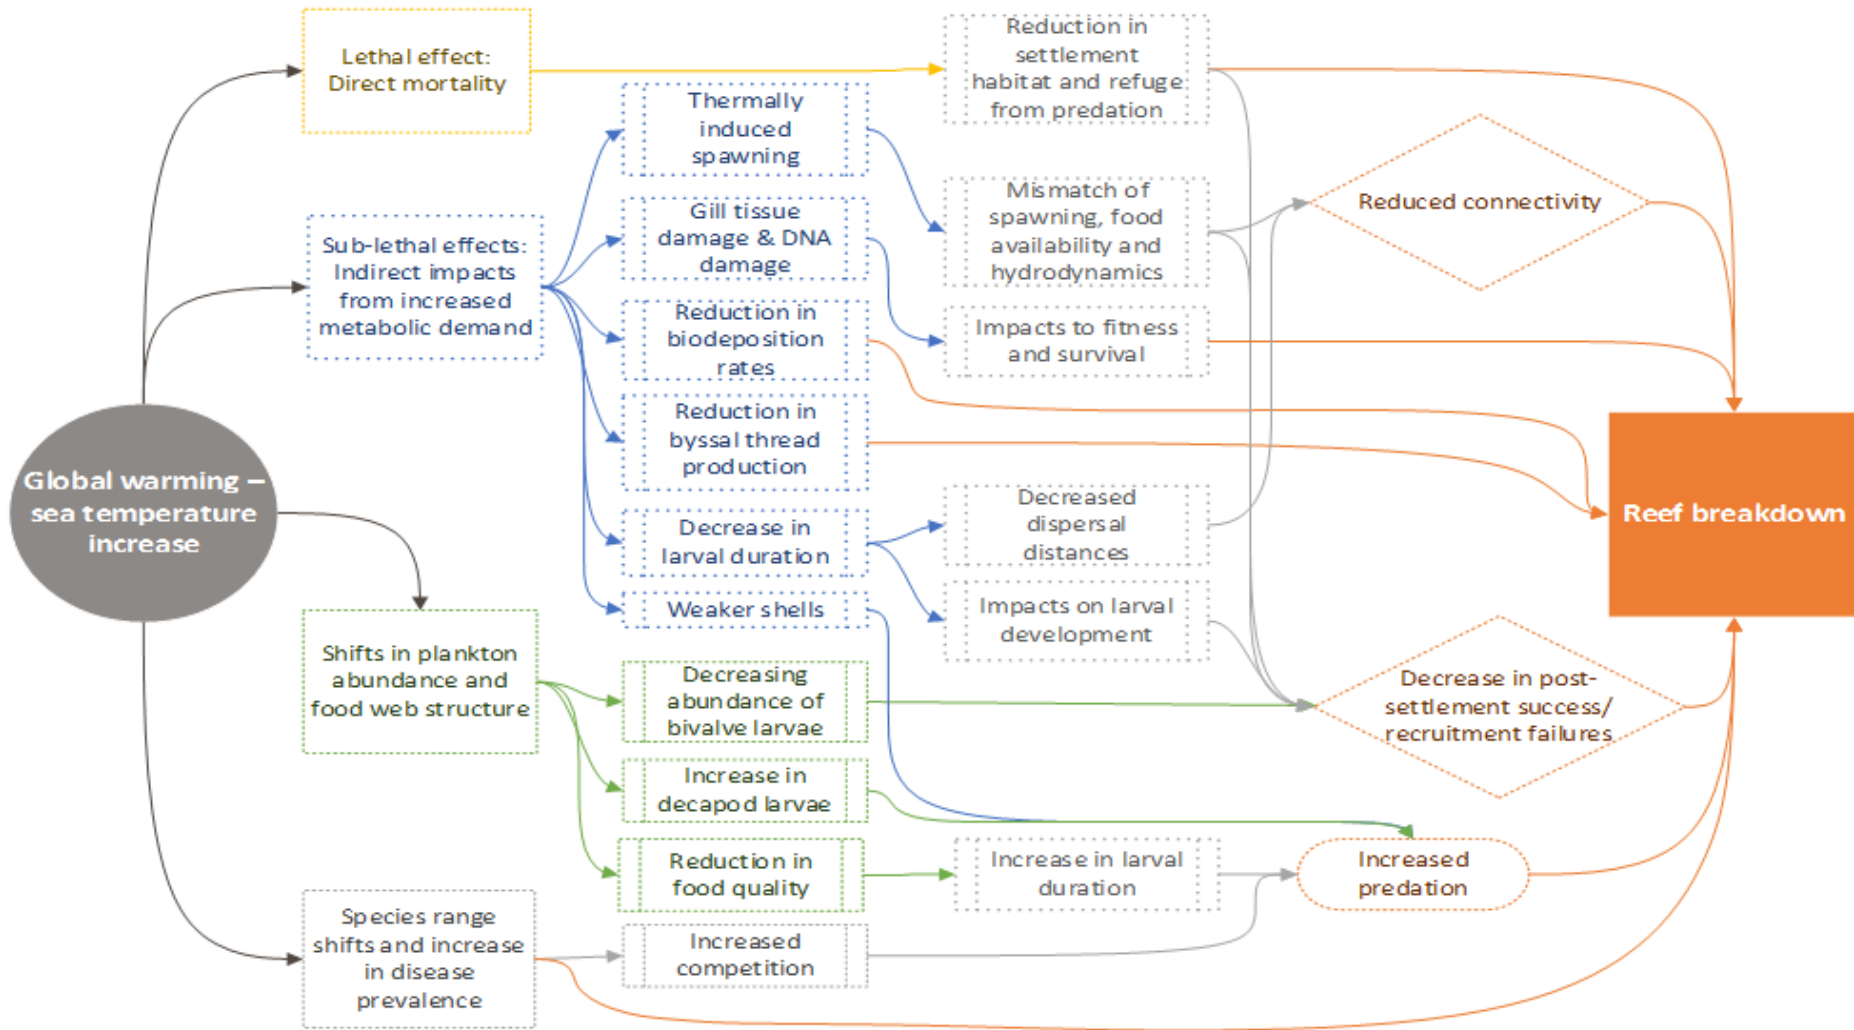 Lethal effect:
Direct mortality
Reduction in
settlement
habitat and refuge
from predation
Thermally
induced
spawning
Mismatch of
spawning, food
availability and
hydrodynamics
Reduced connectivity
Sub-lethal effects:
Indirect impacts
from increased
metabolic demand
Gill tissue
damage & DNA
damage
Reduction in
biodeposition
rates
Impacts to fitness
and survival
Reduction in
byssal thread
production
Global warming –
sea temperature
increase
Decrease in
larval duration
Decreased
dispersal
distances
Reef breakdown
Weaker shells
Impacts on larval
development
Shifts in plankton
abundance and
food web structure
Decreasing
abundance of
bivalve larvae
Decrease in post-
settlement success/
recruitment failures
Increase in
decapod larvae
Reduction in
food quality
Increase in larval
duration
Increased
predation
Species range
shifts and increase
in disease
prevalence
Increased
competition